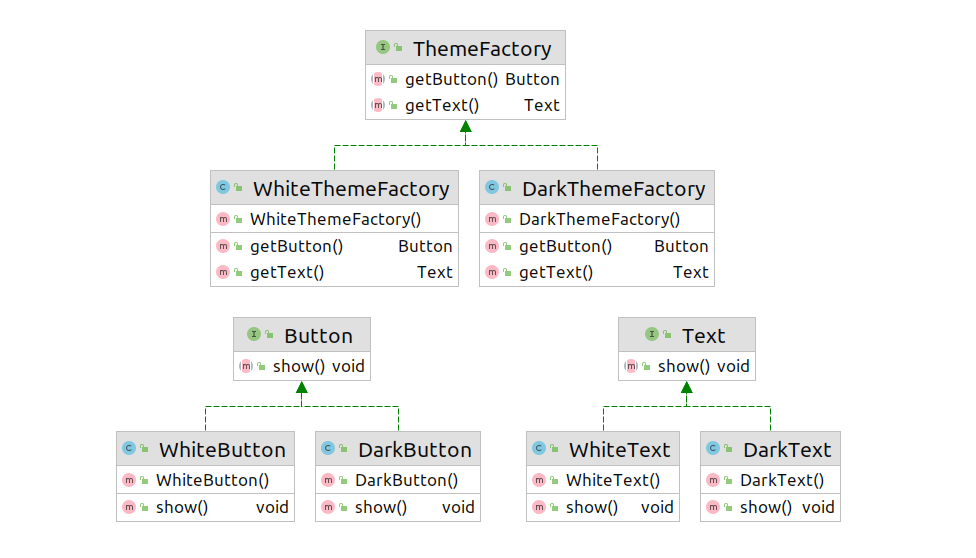 ThemeFactory
getButton() Button
getText() Text
WhiteThemeFactory
WhiteThemeFactory()
getButton() Button
getText() Text
DarkThemeFactory
DarkThemeFactory()
getButton() Button
getText() Text
Button
show() void
Text
show() void
WhiteButton
WhiteButton()
show() void
DarkButton
DarkButton()
show() void
WhiteText
WhiteText()
show() void
DarkText
DarkText()
show() void